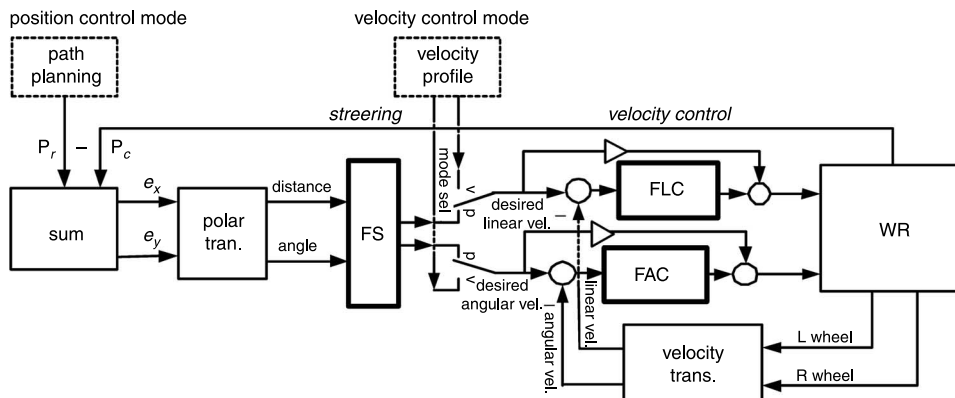 position control mode
velocity control mode
path
planning
velocity
profile
streering
velocity control
P_r
–
P_c
mode sel
v
p
sum
e_x
e_y
polar
tran.
distance
angle
FS
desired
linear vel.
–
FLC
p
v
desired
angular vel.
–
FAC
WR
linear vel.
angular vel.
velocity
trans.
L wheel
R wheel